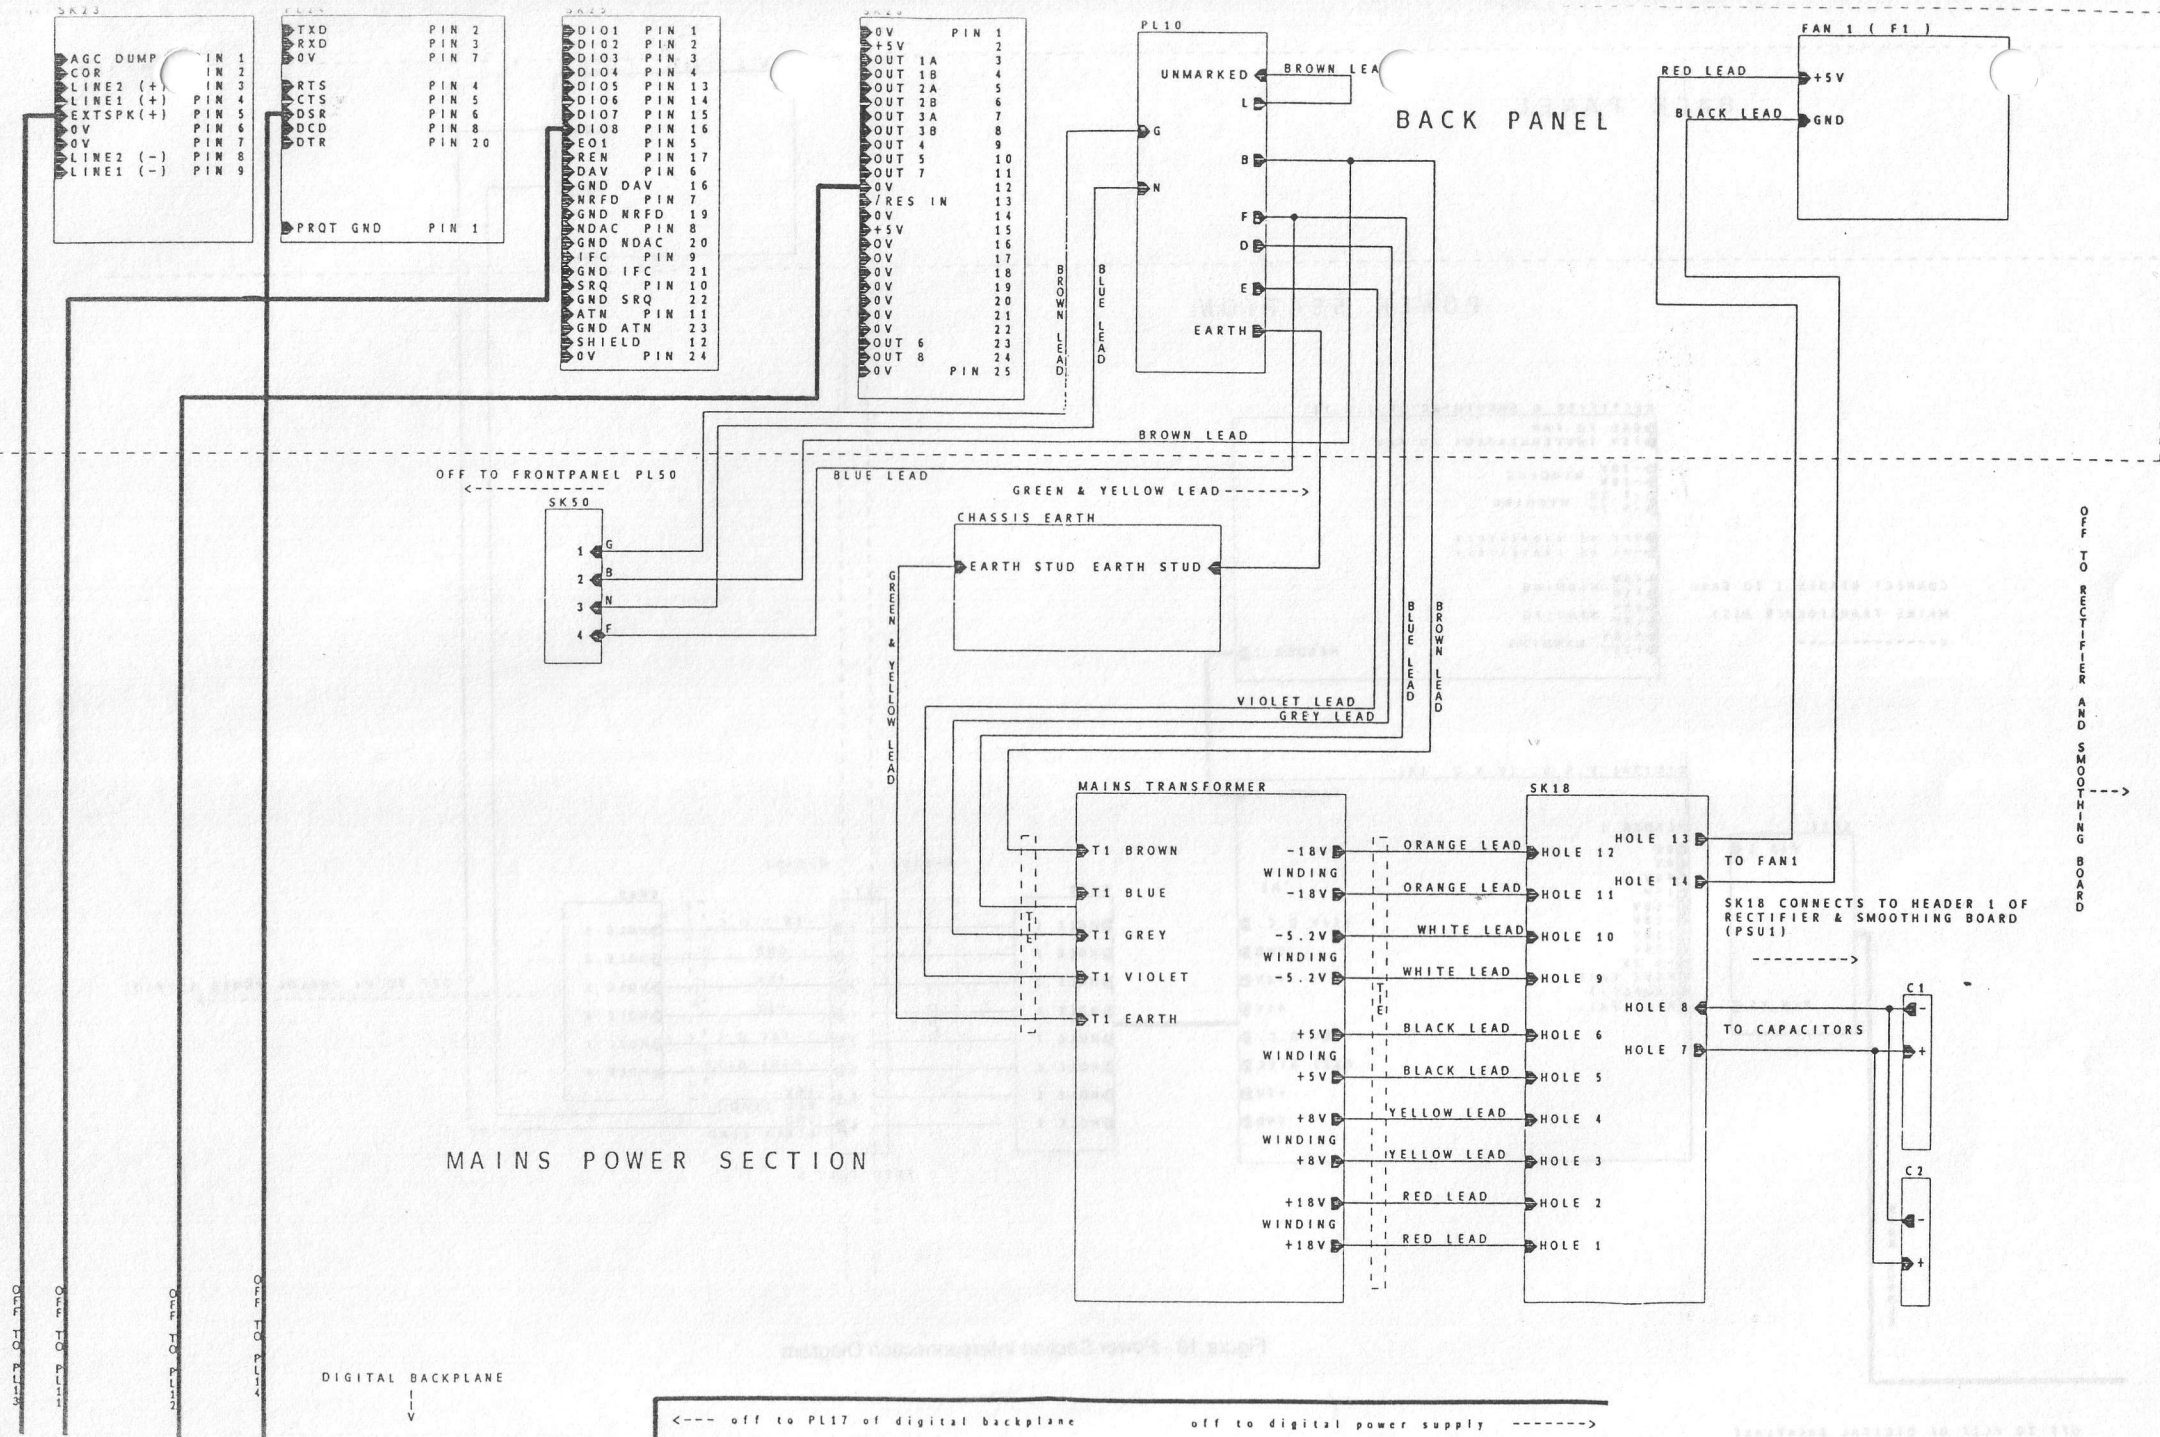 SK23
AGC DUMP IN 1
COR IN 2
LINE2 (+) IN 3
LINE1 (+) PIN 4
EXTSPK(+) PIN 5
0V PIN 6
0V PIN 7
LINE2 (-) PIN 8
LINE1 (-) PIN 9
TXD PIN 2
RXD PIN 3
0V PIN 7
RTS PIN 4
CTS PIN 5
DSR PIN 6
DCD PIN 8
DTR PIN 20
PROT GND PIN 1
SK25
DIO1 PIN 1
DIO2 PIN 2
DIO3 PIN 3
DIO4 PIN 4
DIO5 PIN 13
DIO6 PIN 14
DIO7 PIN 15
DIO8 PIN 16
EO1 PIN 5
REN PIN 17
DAV PIN 6
GND DAV 16
NRFD PIN 7
GND NRFD 19
NDAC PIN 8
GND NDAC 20
IFC PIN 9
GND IFC 21
SRQ PIN 10
GND SRQ 22
ATN PIN 11
GND ATN 23
SHIELD 12
0V PIN 24
0V PIN 1
+5V 2
OUT 1A 3
OUT 1B 4
OUT 2A 5
OUT 2B 6
OUT 3A 7
OUT 3B 8
OUT 4 9
OUT 5 10
OUT 7 11
0V 12
/RES IN 13
0V 14
+5V 15
0V 16
0V 17
0V 18
0V 19
0V 20
0V 21
0V 22
OUT 6 23
OUT 8 24
0V PIN 25
PL10
UNMARKED
BROWN LEA
L
G
B
N
F
D
E
EARTH
BROWN LEAD
BLUE LEAD
BACK PANEL
FAN 1 ( F1 )
RED LEAD
+5V
BLACK LEAD
GND
BROWN LEAD
BLUE LEAD
OFF TO FRONTPANEL PL50
<-----------
GREEN & YELLOW LEAD------->
SK50
1 G
2 B
3 N
4 F
CHASSIS EARTH
EARTH STUD EARTH STUD
GREEN & YELLOW LEAD
BLUE LEAD
BROWN LEAD
VIOLET LEAD
GREY LEAD
OFF TO RECTIFIER AND SMOOTHING BOARD
---->
MAINS TRANSFORMER
T1 BROWN
T1 BLUE
T1 GREY
T1 VIOLET
T1 EARTH
TIE
-18V
WINDING
-18V
-5.2V
WINDING
-5.2V
+5V
WINDING
+5V
+8V
WINDING
+8V
+18V
WINDING
+18V
TIE
ORANGE LEAD
ORANGE LEAD
WHITE LEAD
WHITE LEAD
BLACK LEAD
BLACK LEAD
YELLOW LEAD
YELLOW LEAD
RED LEAD
RED LEAD
SK18
HOLE 13
HOLE 12
HOLE 14
HOLE 11
HOLE 10
HOLE 9
HOLE 8
HOLE 6
HOLE 7
HOLE 5
HOLE 4
HOLE 3
HOLE 2
HOLE 1
TO FAN1
SK18 CONNECTS TO HEADER 1 OF
RECTIFIER & SMOOTHING BOARD
(PSU1)
---------->
TO CAPACITORS
C1
-
+
C2
-
+
MAINS POWER SECTION
OFF TO PL13
OFF TO PL11
OFF TO PL12
OFF TO PL14
DIGITAL BACKPLANE
<--- off to PL17 of digital backplane
off to digital power supply ------->